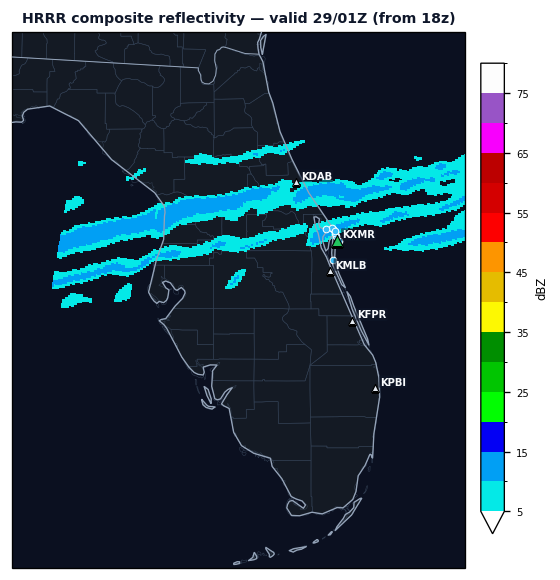 HRRR composite reflectivity — valid 29/01Z (from 18z)
75
65
KDAB
55
KXMR
dBZ
45
KMLB
KFPR
35
KPBI
25
15
5